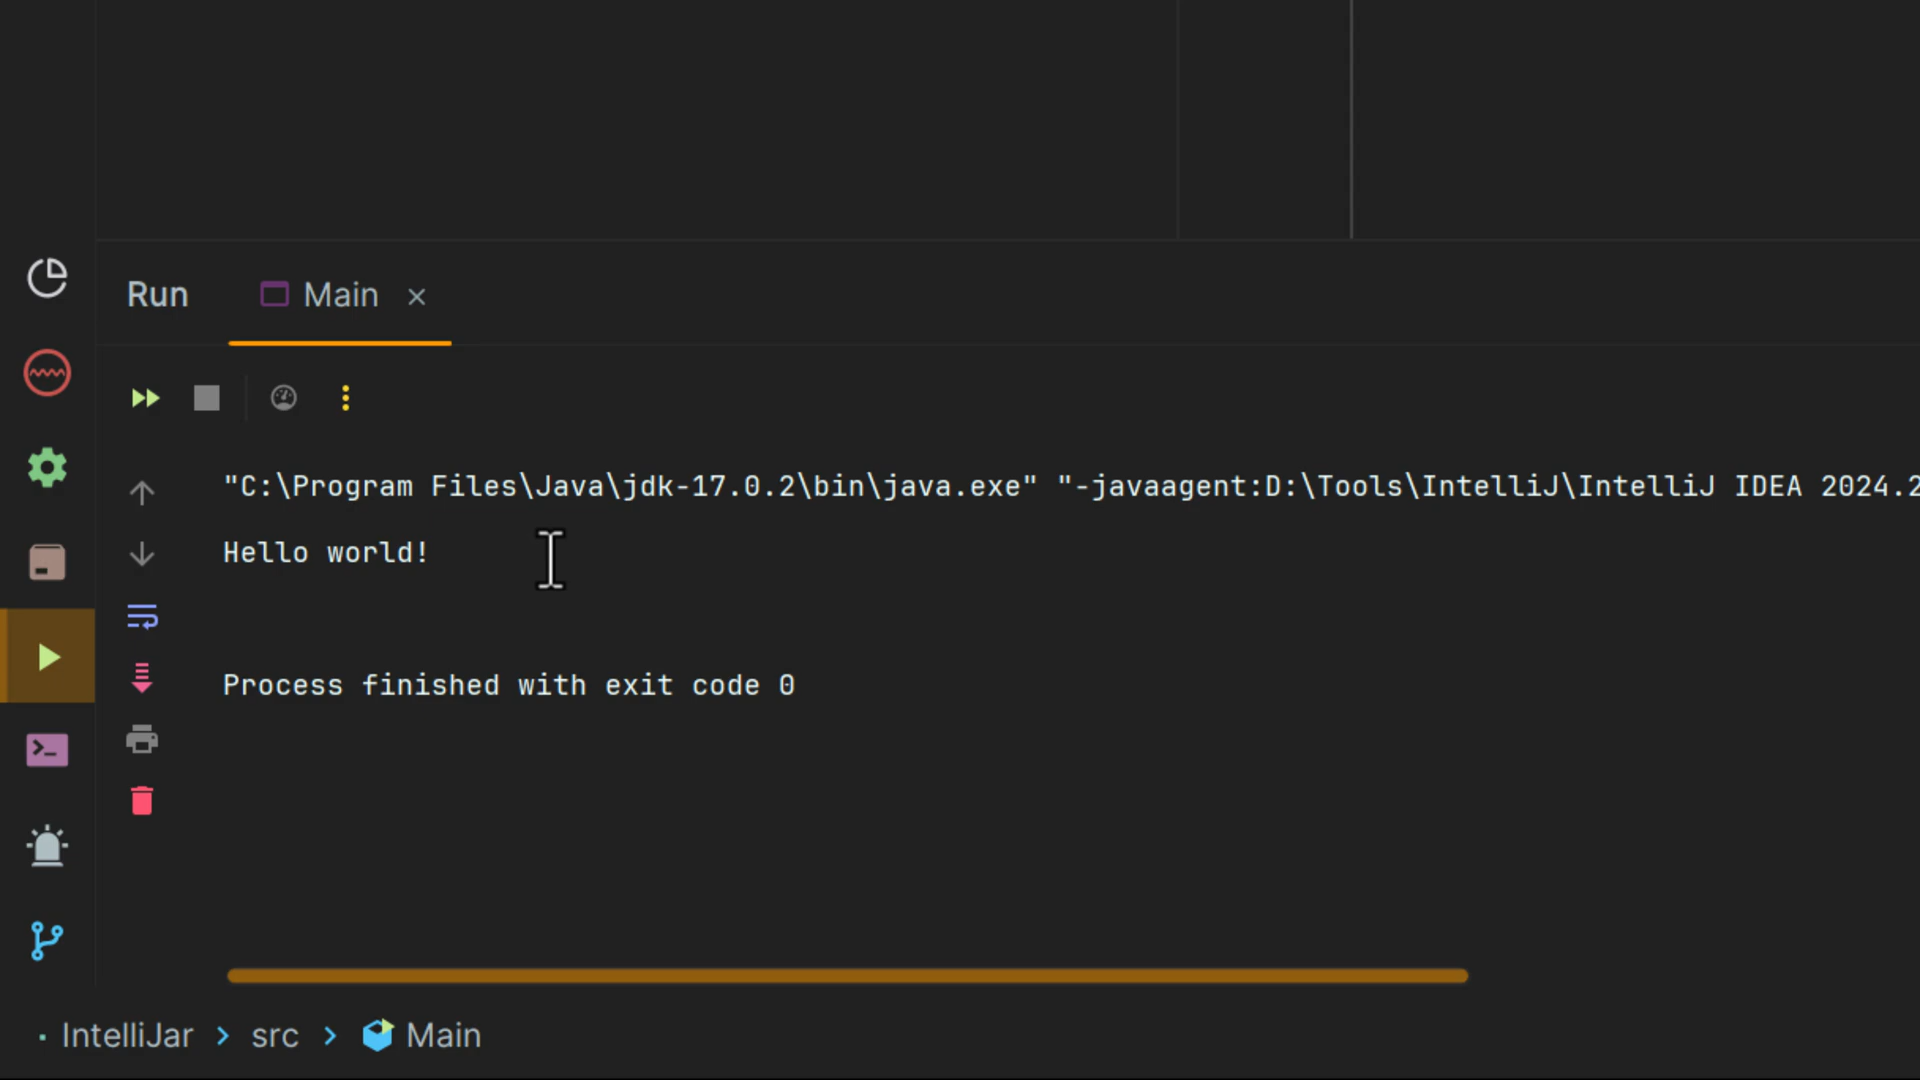 Run Main
"C:\Program Files\Java\jdk-17.0.2\bin\java.exe" "-javaagent:D:\Tools\IntelliJ\IntelliJ IDEA 2024.2
Hello world!
Process finished with exit code 0
IntelliJar > src > Main